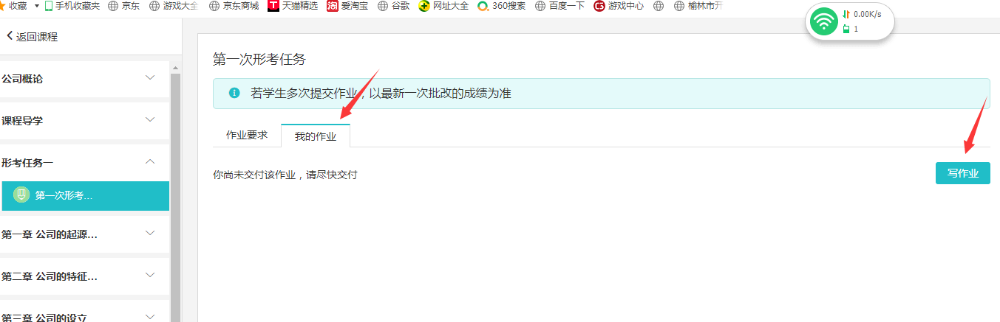 收藏 手机收藏夹 京东 游戏大全 京东商城 天猫精选 爱淘宝 谷歌 网址大全 360搜索 百度一下 游戏中心 榆林市开
0.00K/s
1
返回课程
公司概论
课程导学
形考任务一
第一次形考...
第一章 公司的起源...
第二章 公司的特征...
第三章 公司的设立
第一次形考任务
若学生多次提交作业，以最新一次批改的成绩为准
作业要求 我的作业
你尚未交付该作业，请尽快交付
写作业